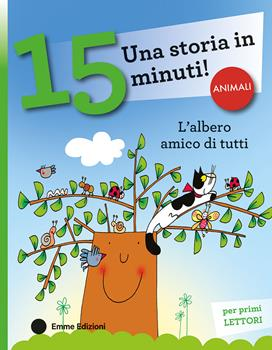 15
Una storia in
minuti!
ANIMALI
L'albero
amico di tutti
per primi
LETTORI
Emme Edizioni